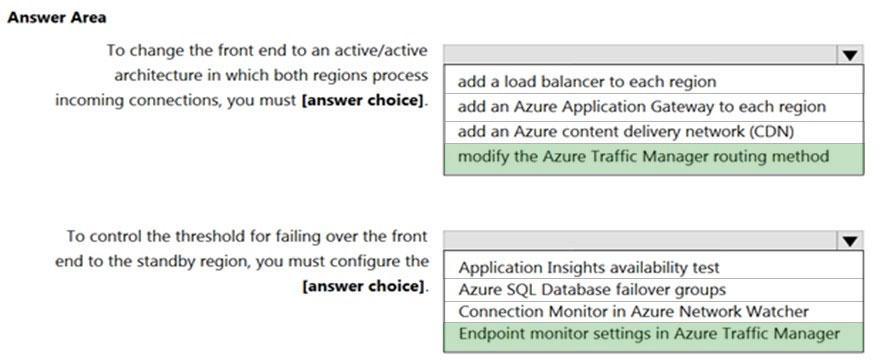 Answer Area
To change the front end to an active/active
architecture in which both regions process
incoming connections, you must [answer choice].
add a load balancer to each region
add an Azure Application Gateway to each region
add an Azure content delivery network (CDN)
modify the Azure Traffic Manager routing method
To control the threshold for failing over the front
end to the standby region, you must configure the
[answer choice].
Application Insights availability test
Azure SQL Database failover groups
Connection Monitor in Azure Network Watcher
Endpoint monitor settings in Azure Traffic Manager